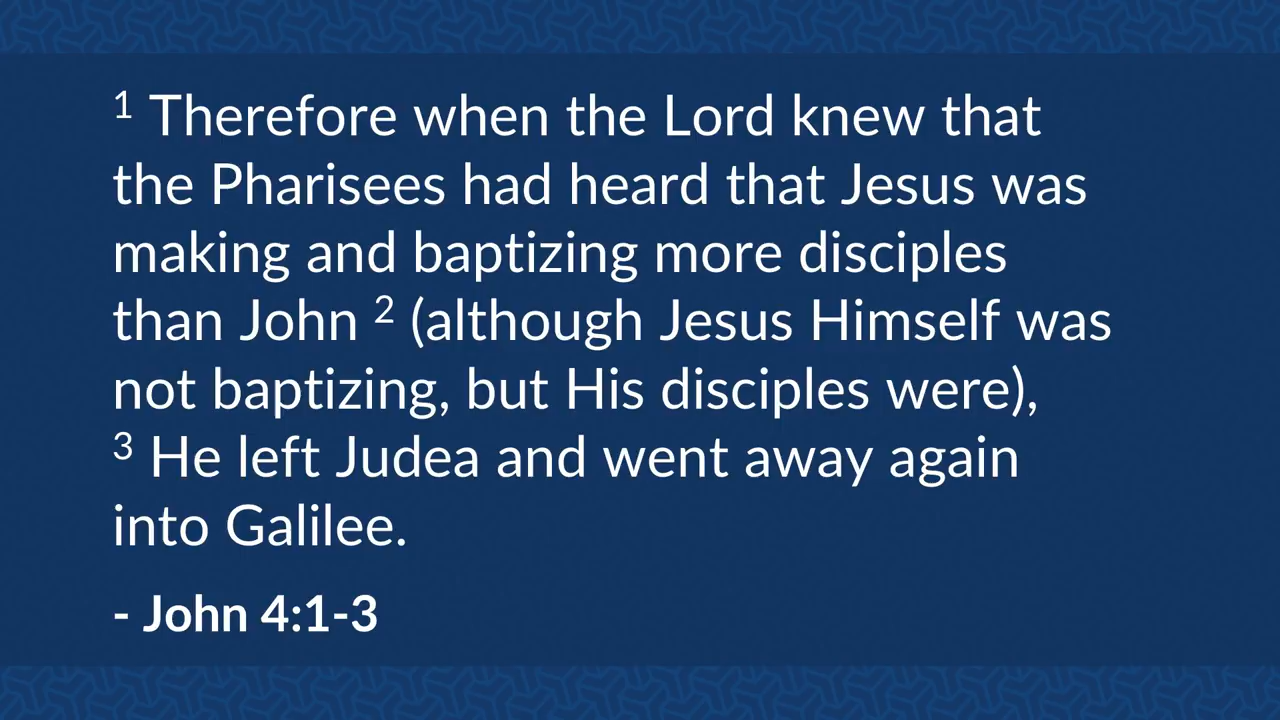 1 Therefore when the Lord knew that
the Pharisees had heard that Jesus was
making and baptizing more disciples
than John 2 (although Jesus Himself was
not baptizing, but His disciples were),
3 He left Judea and went away again
into Galilee.
- John 4:1-3